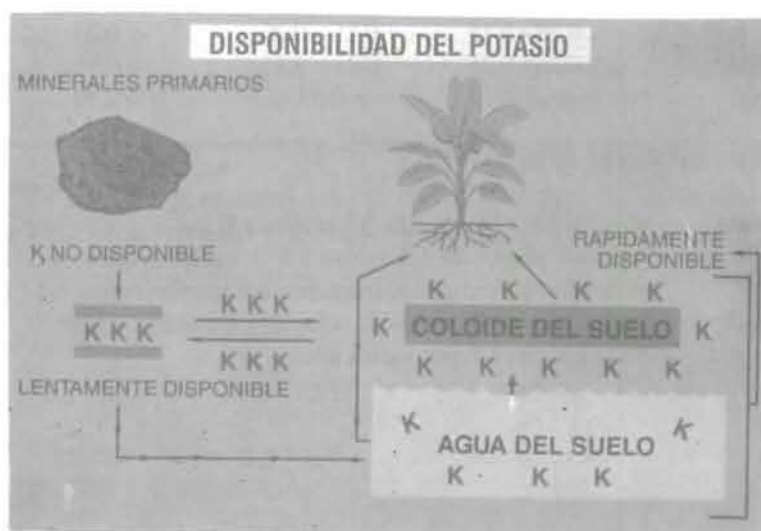 DISPONIBILIDAD DEL POTASIO
MINERALES PRIMARIOS
K NO DISPONIBLE
K K K
LENTAMENTE DISPONIBLE
K K K
K K K
RAPIDAMENTE
DISPONIBLE
K K K K
K COLOIDE DEL SUELO K
K K K K K
K K
AGUA DEL SUELO
K K K